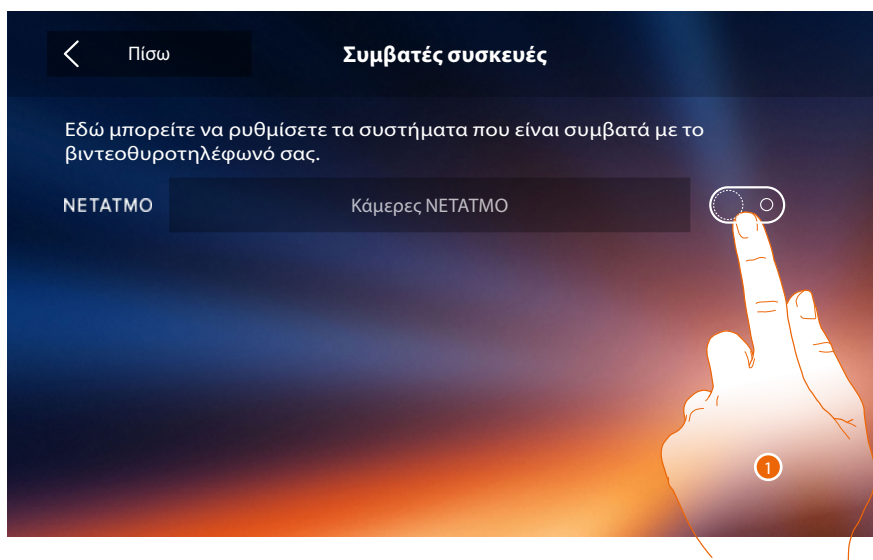 Πίσω
Συμβατές συσκευές
Εδώ μπορείτε να ρυθμίσετε τα συστήματα που είναι συμβατά με το
βιντεοθυροτηλέφωνό σας.
NETATMO
Κάμερες NETATMO
1